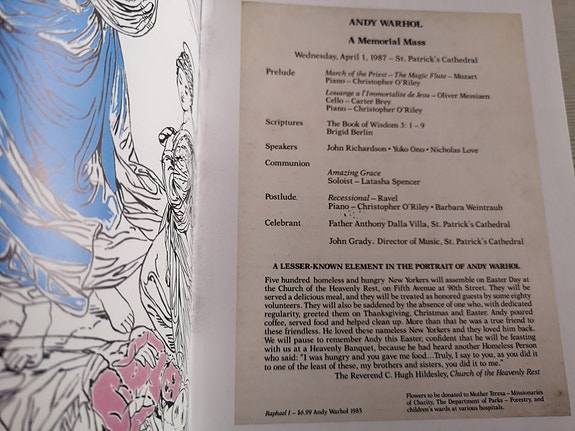 ANDY WARHOL
A Memorial Mass
Wednesday, April 1, 1987 – St. Patrick's Cathedral
Prelude March of the Priest – The Magic Flute – Mozart
Piano – Christopher O'Riley
Louange a l'Immortalite de Jesu – Oliver Messiaen
Cello – Carter Brey
Piano – Christopher O'Riley
Scriptures The Book of Wisdom 3: 1 – 9
Brigid Berlin
Speakers John Richardson • Yoko Ono • Nicholas Love
Communion
Amazing Grace
Soloist – Latasha Spencer
Postlude Recessional – Ravel
Piano – Christopher O'Riley • Barbara Weintraub
Celebrant Father Anthony Dalla Villa, St. Patrick's Cathedral
John Grady, Director of Music, St. Patrick's Cathedral
A LESSER-KNOWN ELEMENT IN THE PORTRAIT OF ANDY WARHOL
Five hundred homeless and hungry New Yorkers will assemble on Easter Day at
the Church of the Heavenly Rest, on Fifth Avenue at 90th Street. They will be
served a delicious meal, and they will be treated as honored guests by some eighty
volunteers. They will also be saddened by the absence of one who, with dedicated
regularity, greeted them on Thanksgiving, Christmas and Easter. Andy poured
coffee, served food and helped clean up. More than that he was a true friend to
these friendless. He loved these nameless New Yorkers and they loved him back.
We will pause to remember Andy this Easter, confident that he will be feasting
with us at a Heavenly Banquet, because he had heard another Homeless Person
who said: "I was hungry and you gave me food...Truly, I say to you, as you did it
to one of the least of these, my brothers and sisters, you did it to me."
The Reverend C. Hugh Hildesley, Church of the Heavenly Rest
Flowers to be donated to Mother Teresa – Missionaries
of Charity, The Department of Parks – Forestry, and
children's wards at various hospitals.
Raphael I – $6.99 Andy Warhol 1985